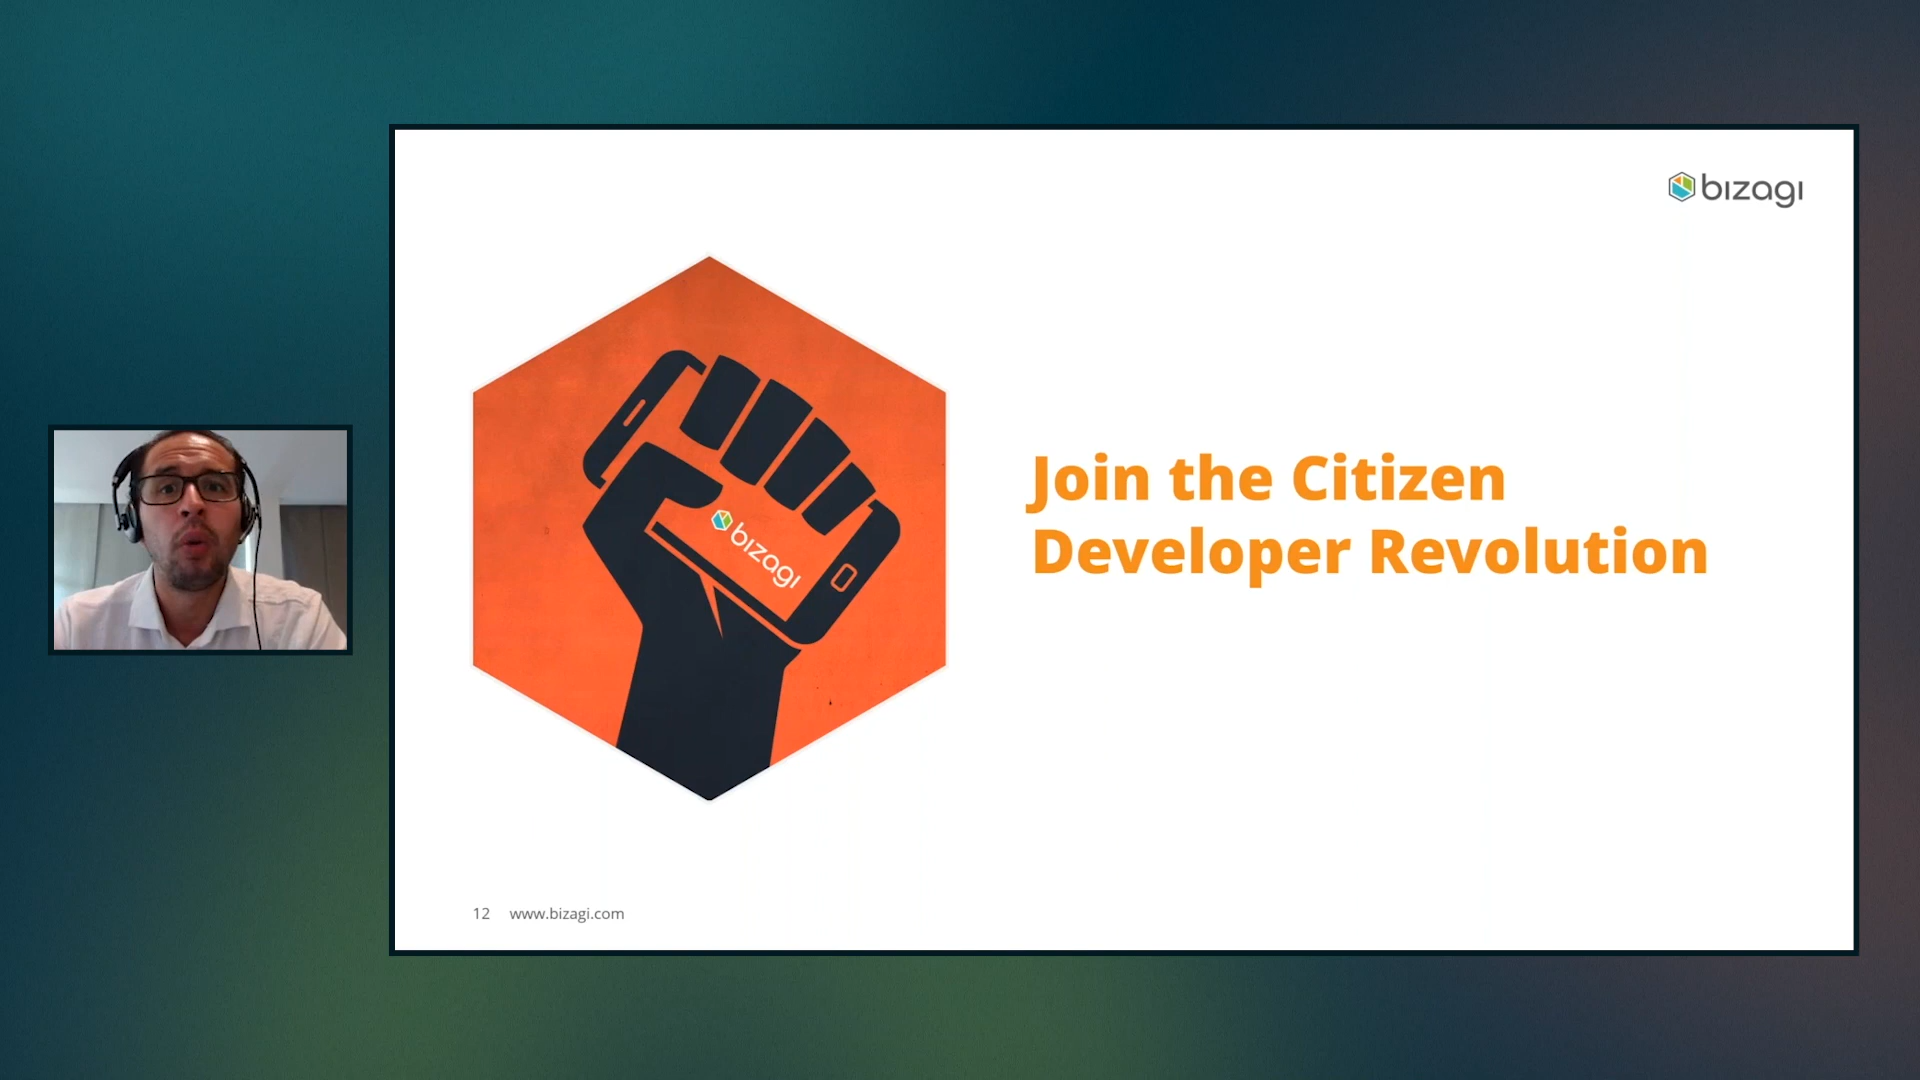 bizagi
bizagi
Join the Citizen
Developer Revolution
12 www.bizagi.com